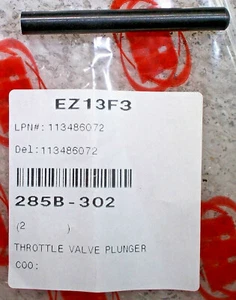 EZ13F3
LPN#:113486072
Del:113486072
285B-302
(2 )
THROTTLE VALVE PLUNGER
COO: